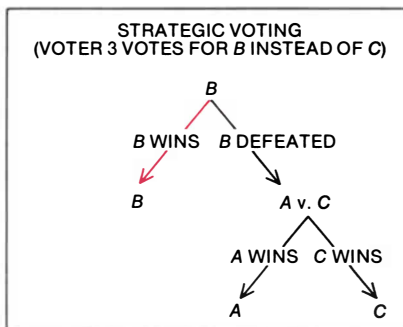 STRATEGIC VOTING
(VOTER 3 VOTES FOR B INSTEAD OF C)
B
B WINS B DEFEATED
B A v. C
A WINS C WINS
A C